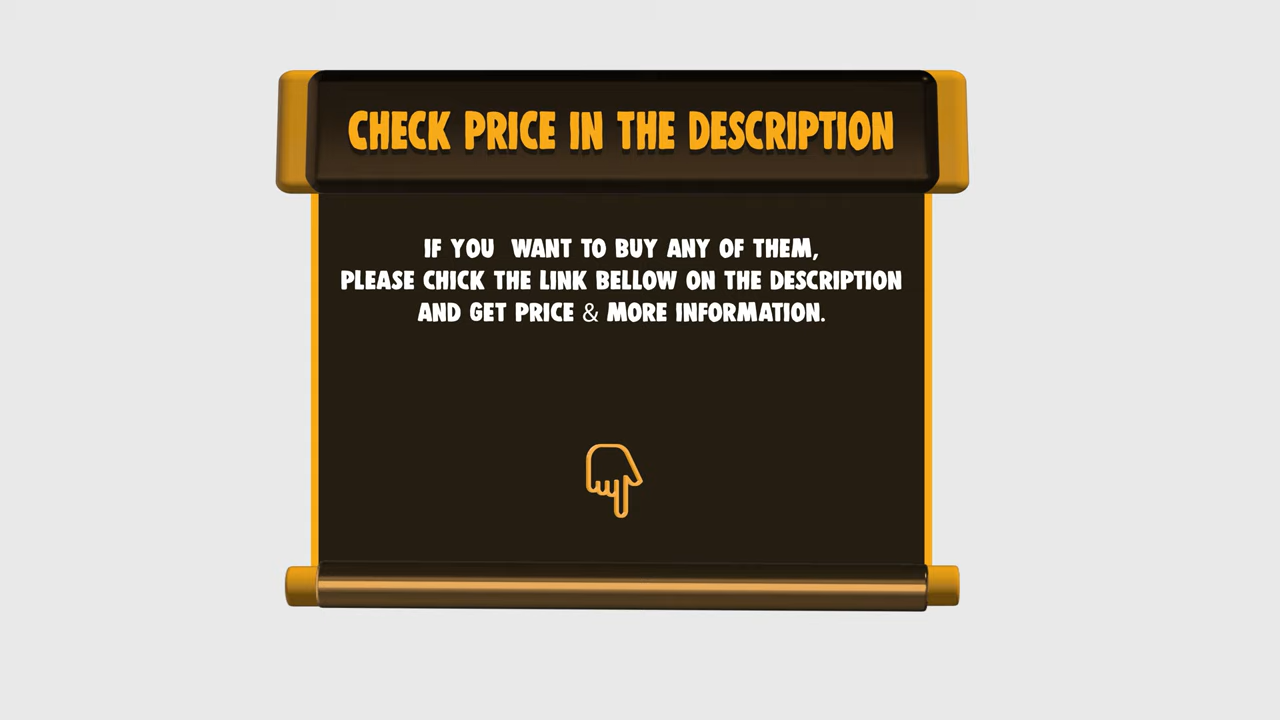 CHECK PRICE IN THE DESCRIPTION
IF YOU WANT TO BUY ANY OF THEM,
PLEASE CHICK THE LINK BELLOW ON THE DESCRIPTION
AND GET PRICE & MORE INFORMATION.